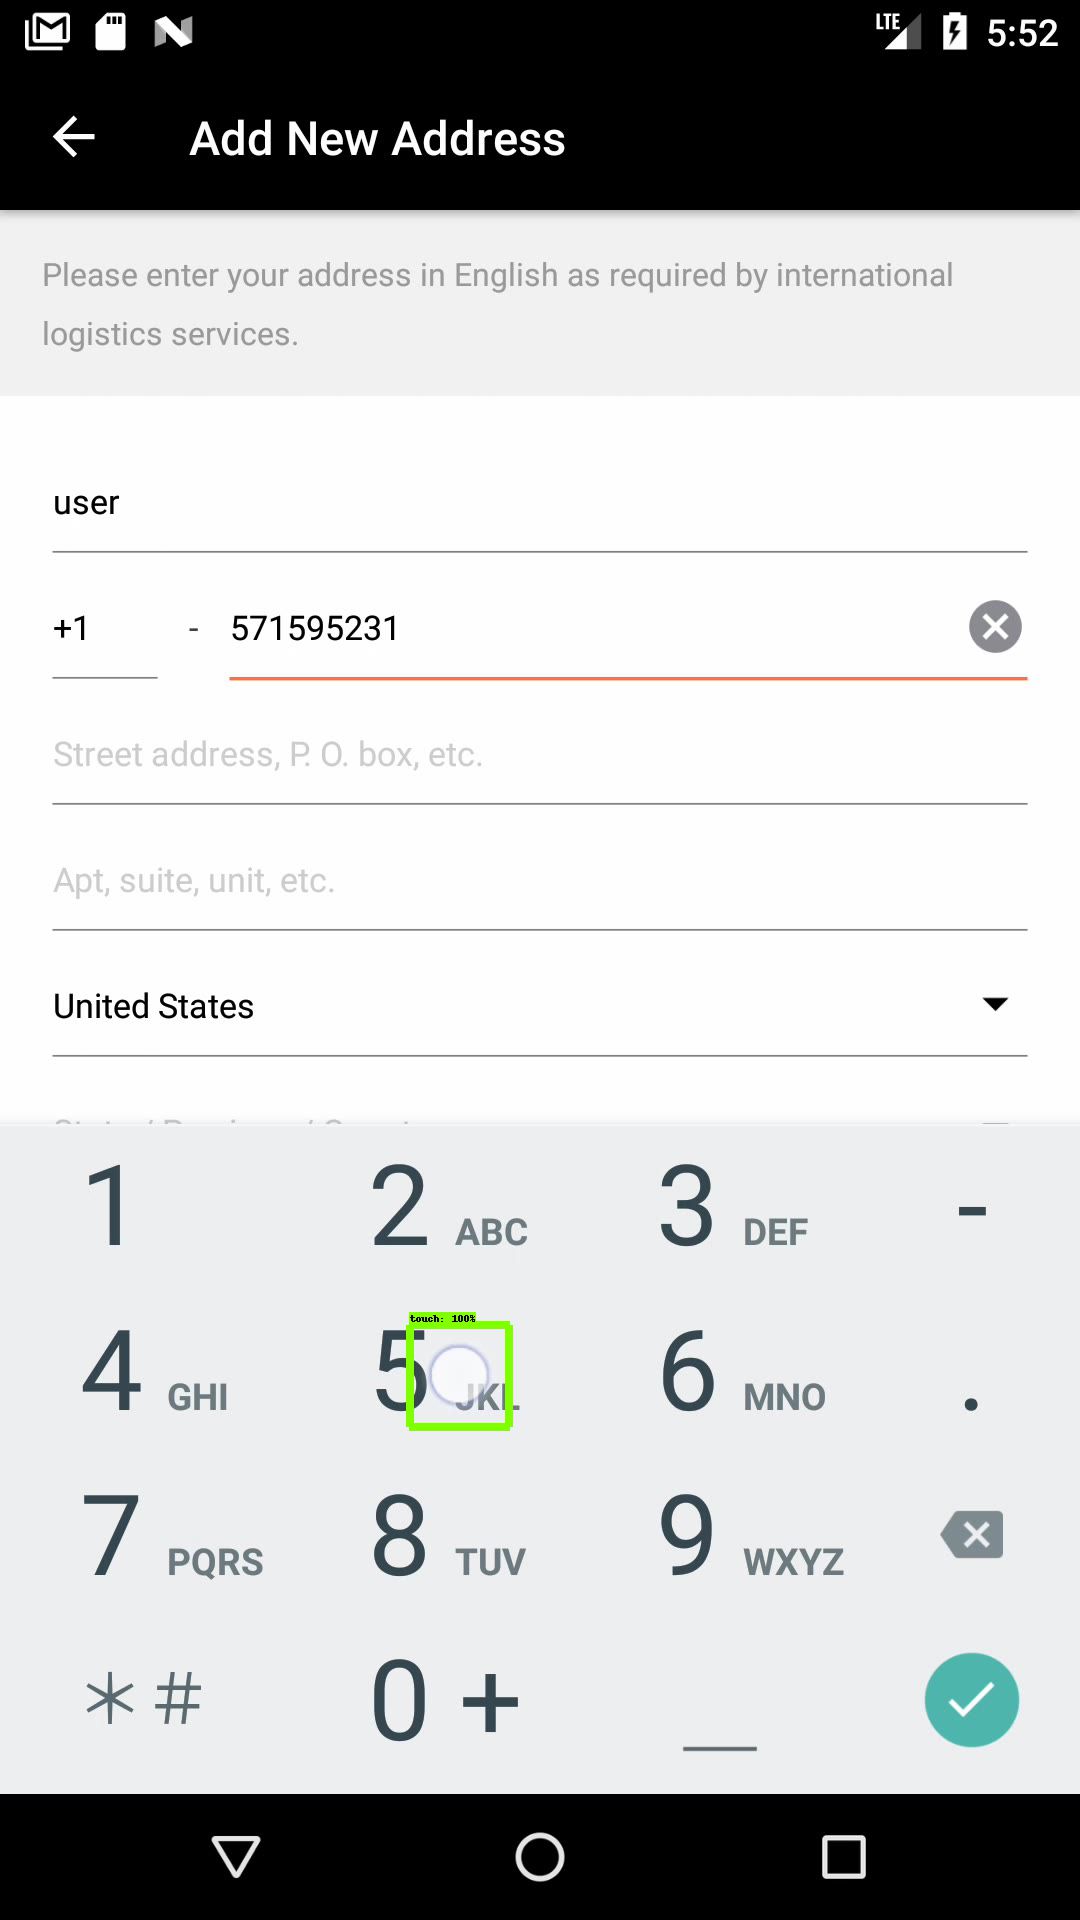 LTE 5:52
Add New Address
Please enter your address in English as required by international
logistics services.
user
+1 - 571595231
Street address, P. O. box, etc.
Apt, suite, unit, etc.
United States
1 2 ABC 3 DEF -
touch: 100%
4 GHI 5 JKL 6 MNO .
7 PQRS 8 TUV 9 WXYZ
*# 0 +